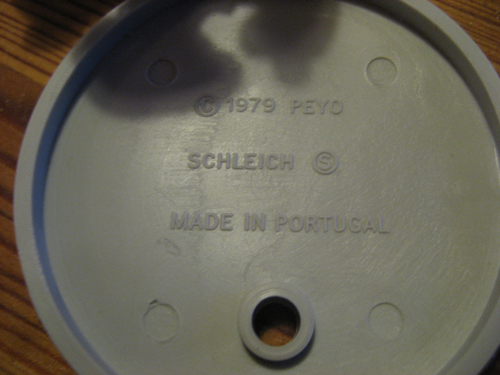 © 1979 PEYO
SCHLEICH Ⓢ
MADE IN PORTUGAL